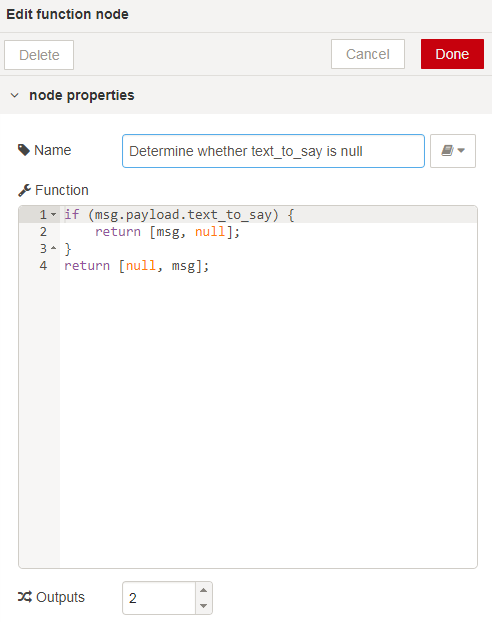 Edit function node
Delete Cancel Done
node properties
Name Determine whether text_to_say is null
Function
1 if (msg.payload.text_to_say) {
2     return [msg, null];
3 }
4 return [null, msg];
Outputs 2